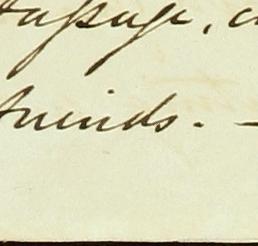 passage, a
friends. -